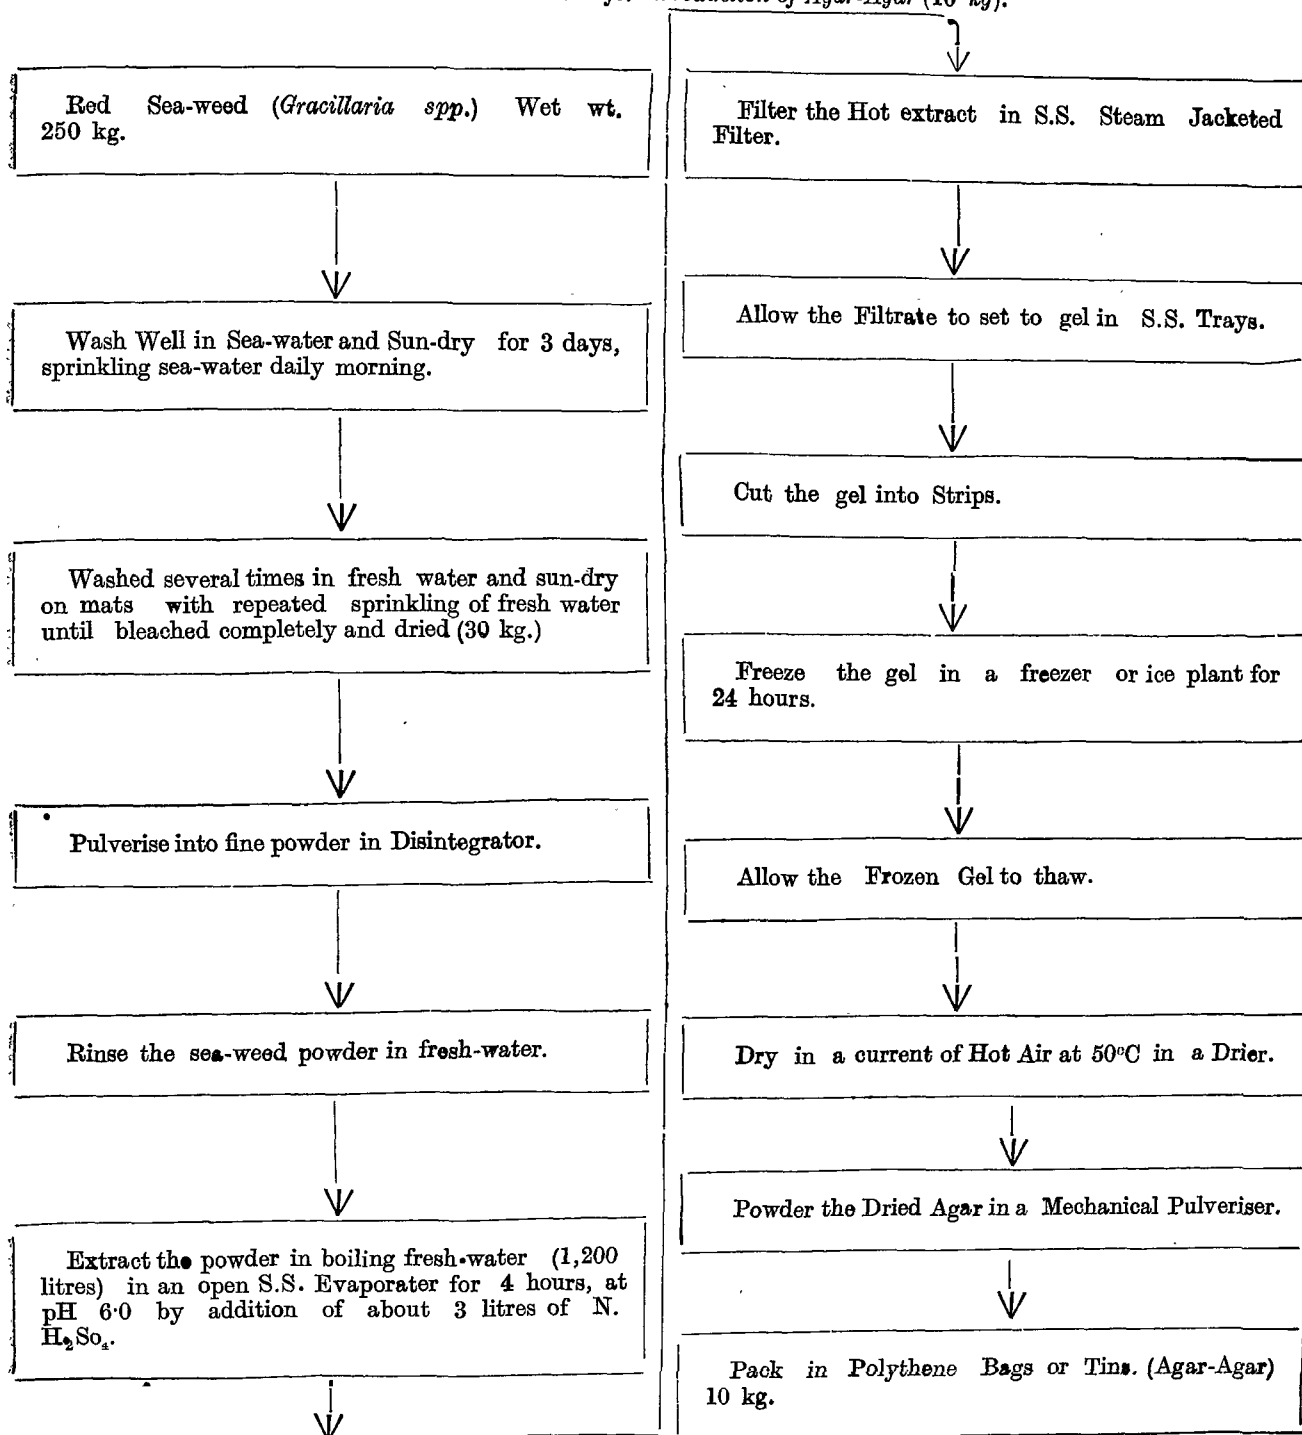 Production of Agar-Agar (10 kg).
Red Sea-weed (Gracillaria spp.) Wet wt.
250 kg.
Wash Well in Sea-water and Sun-dry for 3 days,
sprinkling sea-water daily morning.
Washed several times in fresh water and sun-dry
on mats with repeated sprinkling of fresh water
until bleached completely and dried (30 kg.)
Pulverise into fine powder in Disintegrator.
Rinse the sea-weed powder in fresh-water.
Extract the powder in boiling fresh-water (1,200
litres) in an open S.S. Evaporater for 4 hours, at
pH 6·0 by addition of about 3 litres of N.
H₂So₄.
Filter the Hot extract in S.S. Steam Jacketed
Filter.
Allow the Filtrate to set to gel in S.S. Trays.
Cut the gel into Strips.
Freeze the gel in a freezer or ice plant for
24 hours.
Allow the Frozen Gel to thaw.
Dry in a current of Hot Air at 50°C in a Drier.
Powder the Dried Agar in a Mechanical Pulveriser.
Pack in Polythene Bags or Tins. (Agar-Agar)
10 kg.